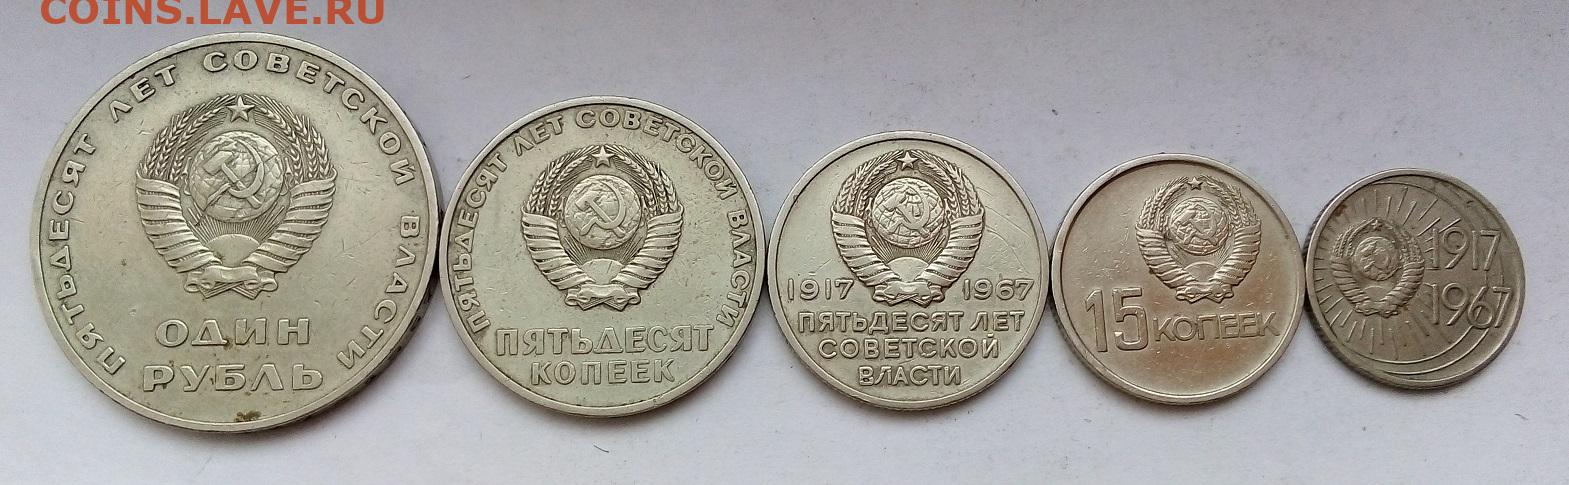 COINS.LAVE.RU
ПЯТЬДЕСЯТ ЛЕТ СОВЕТСКОЙ ВЛАСТИ
ОДИН
РУБЛЬ
ПЯТЬДЕСЯТ ЛЕТ СОВЕТСКОЙ ВЛАСТИ
ПЯТЬДЕСЯТ
КОПЕЕК
1917 1967
ПЯТЬДЕСЯТ ЛЕТ
СОВЕТСКОЙ
ВЛАСТИ
15 КОПЕЕК
1917
1967